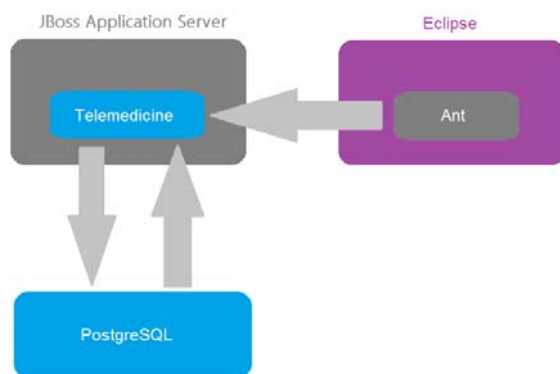 JBoss Application Server
Eclipse
Telemedicine
Ant
PostgreSQL